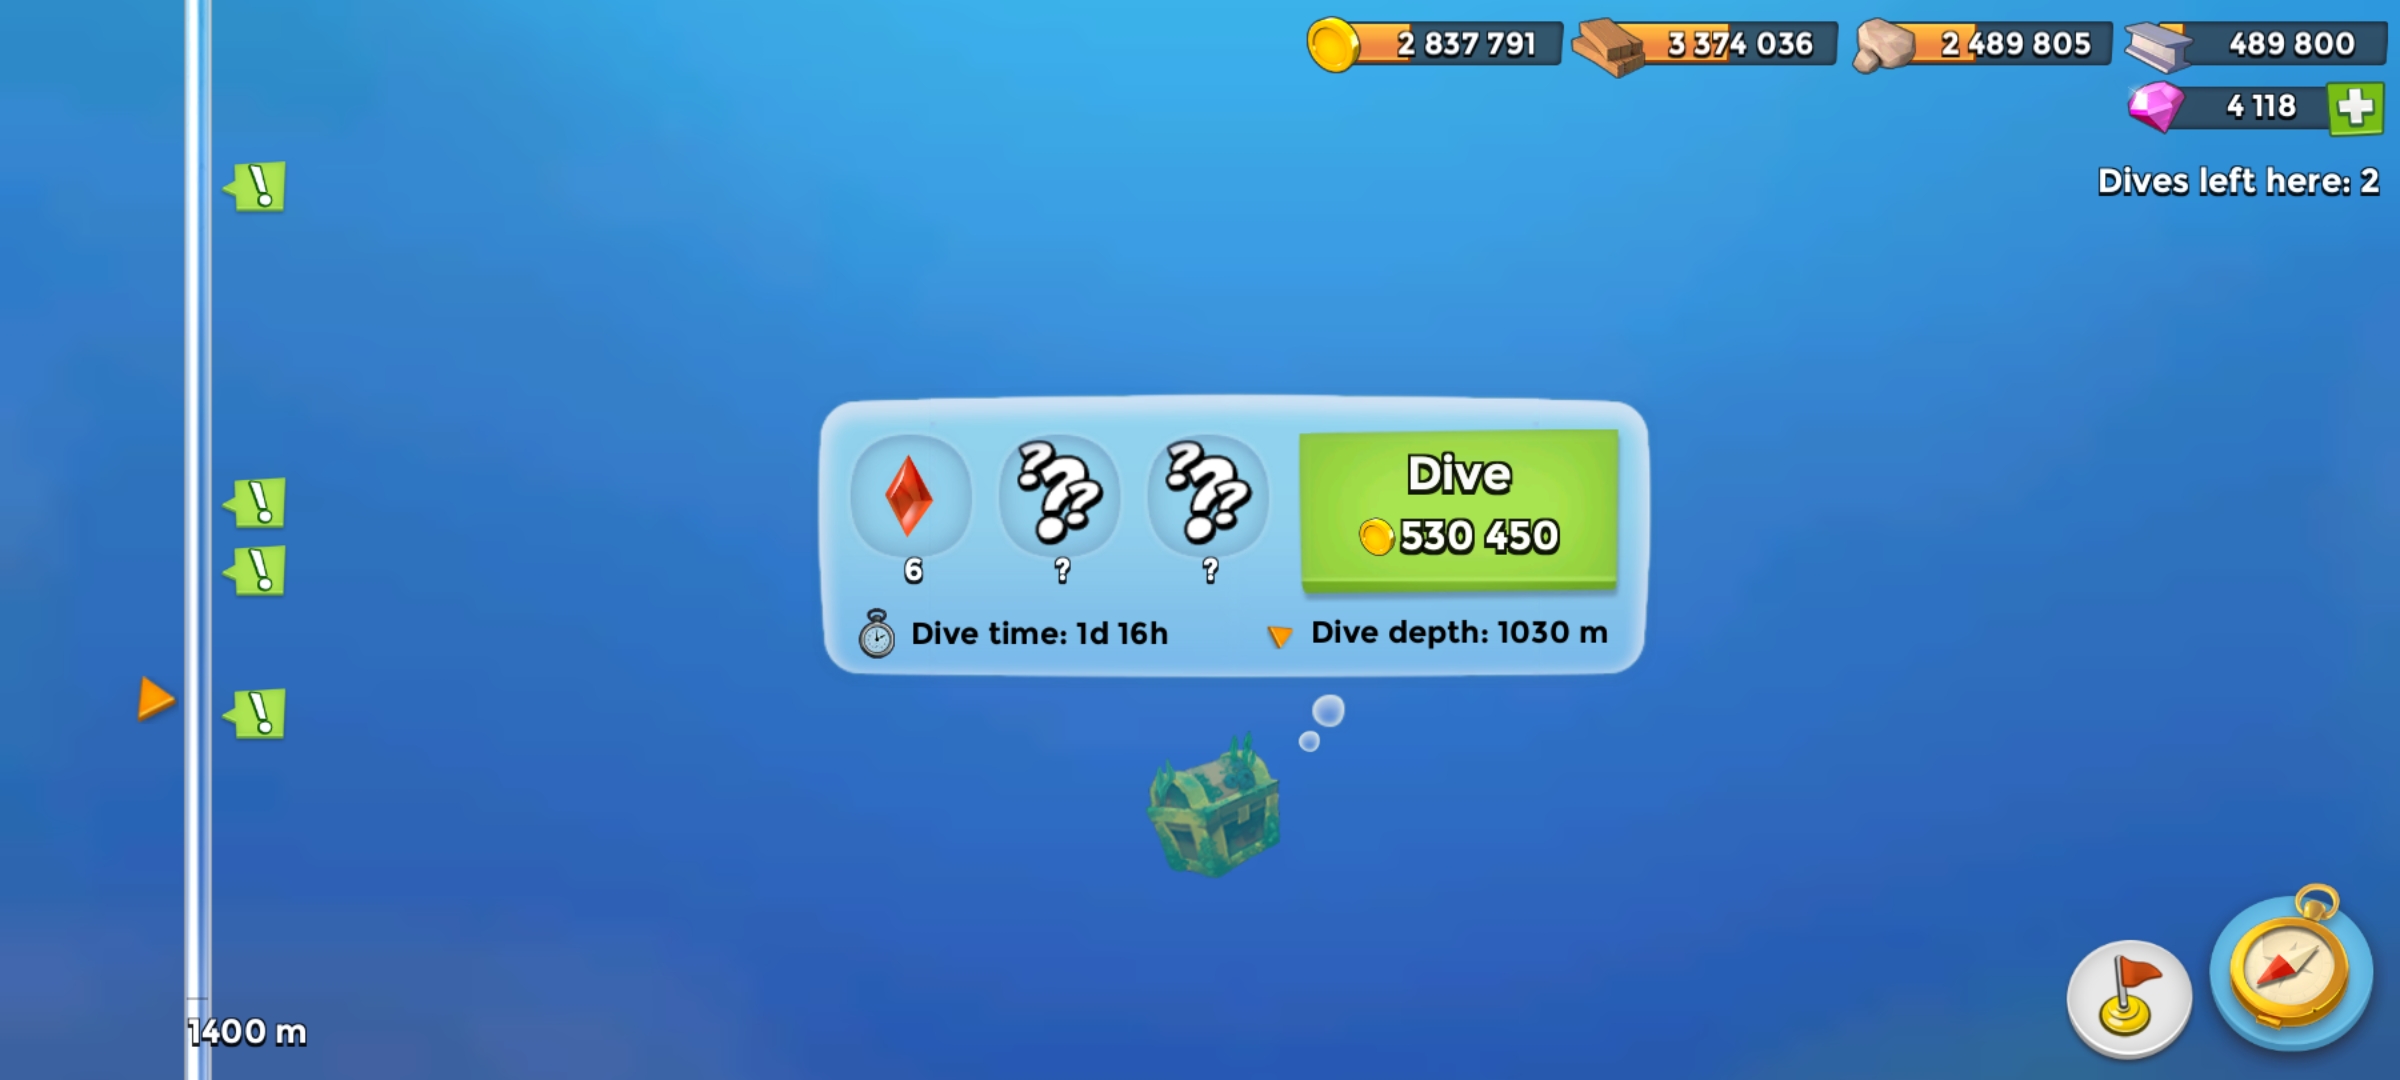 2 837 791
3 374 036
2 489 805
489 800
4 118
Dives left here: 2
!
!
!
!
???
???
6
?
?
Dive
530 450
Dive time: 1d 16h
Dive depth: 1030 m
1400 m